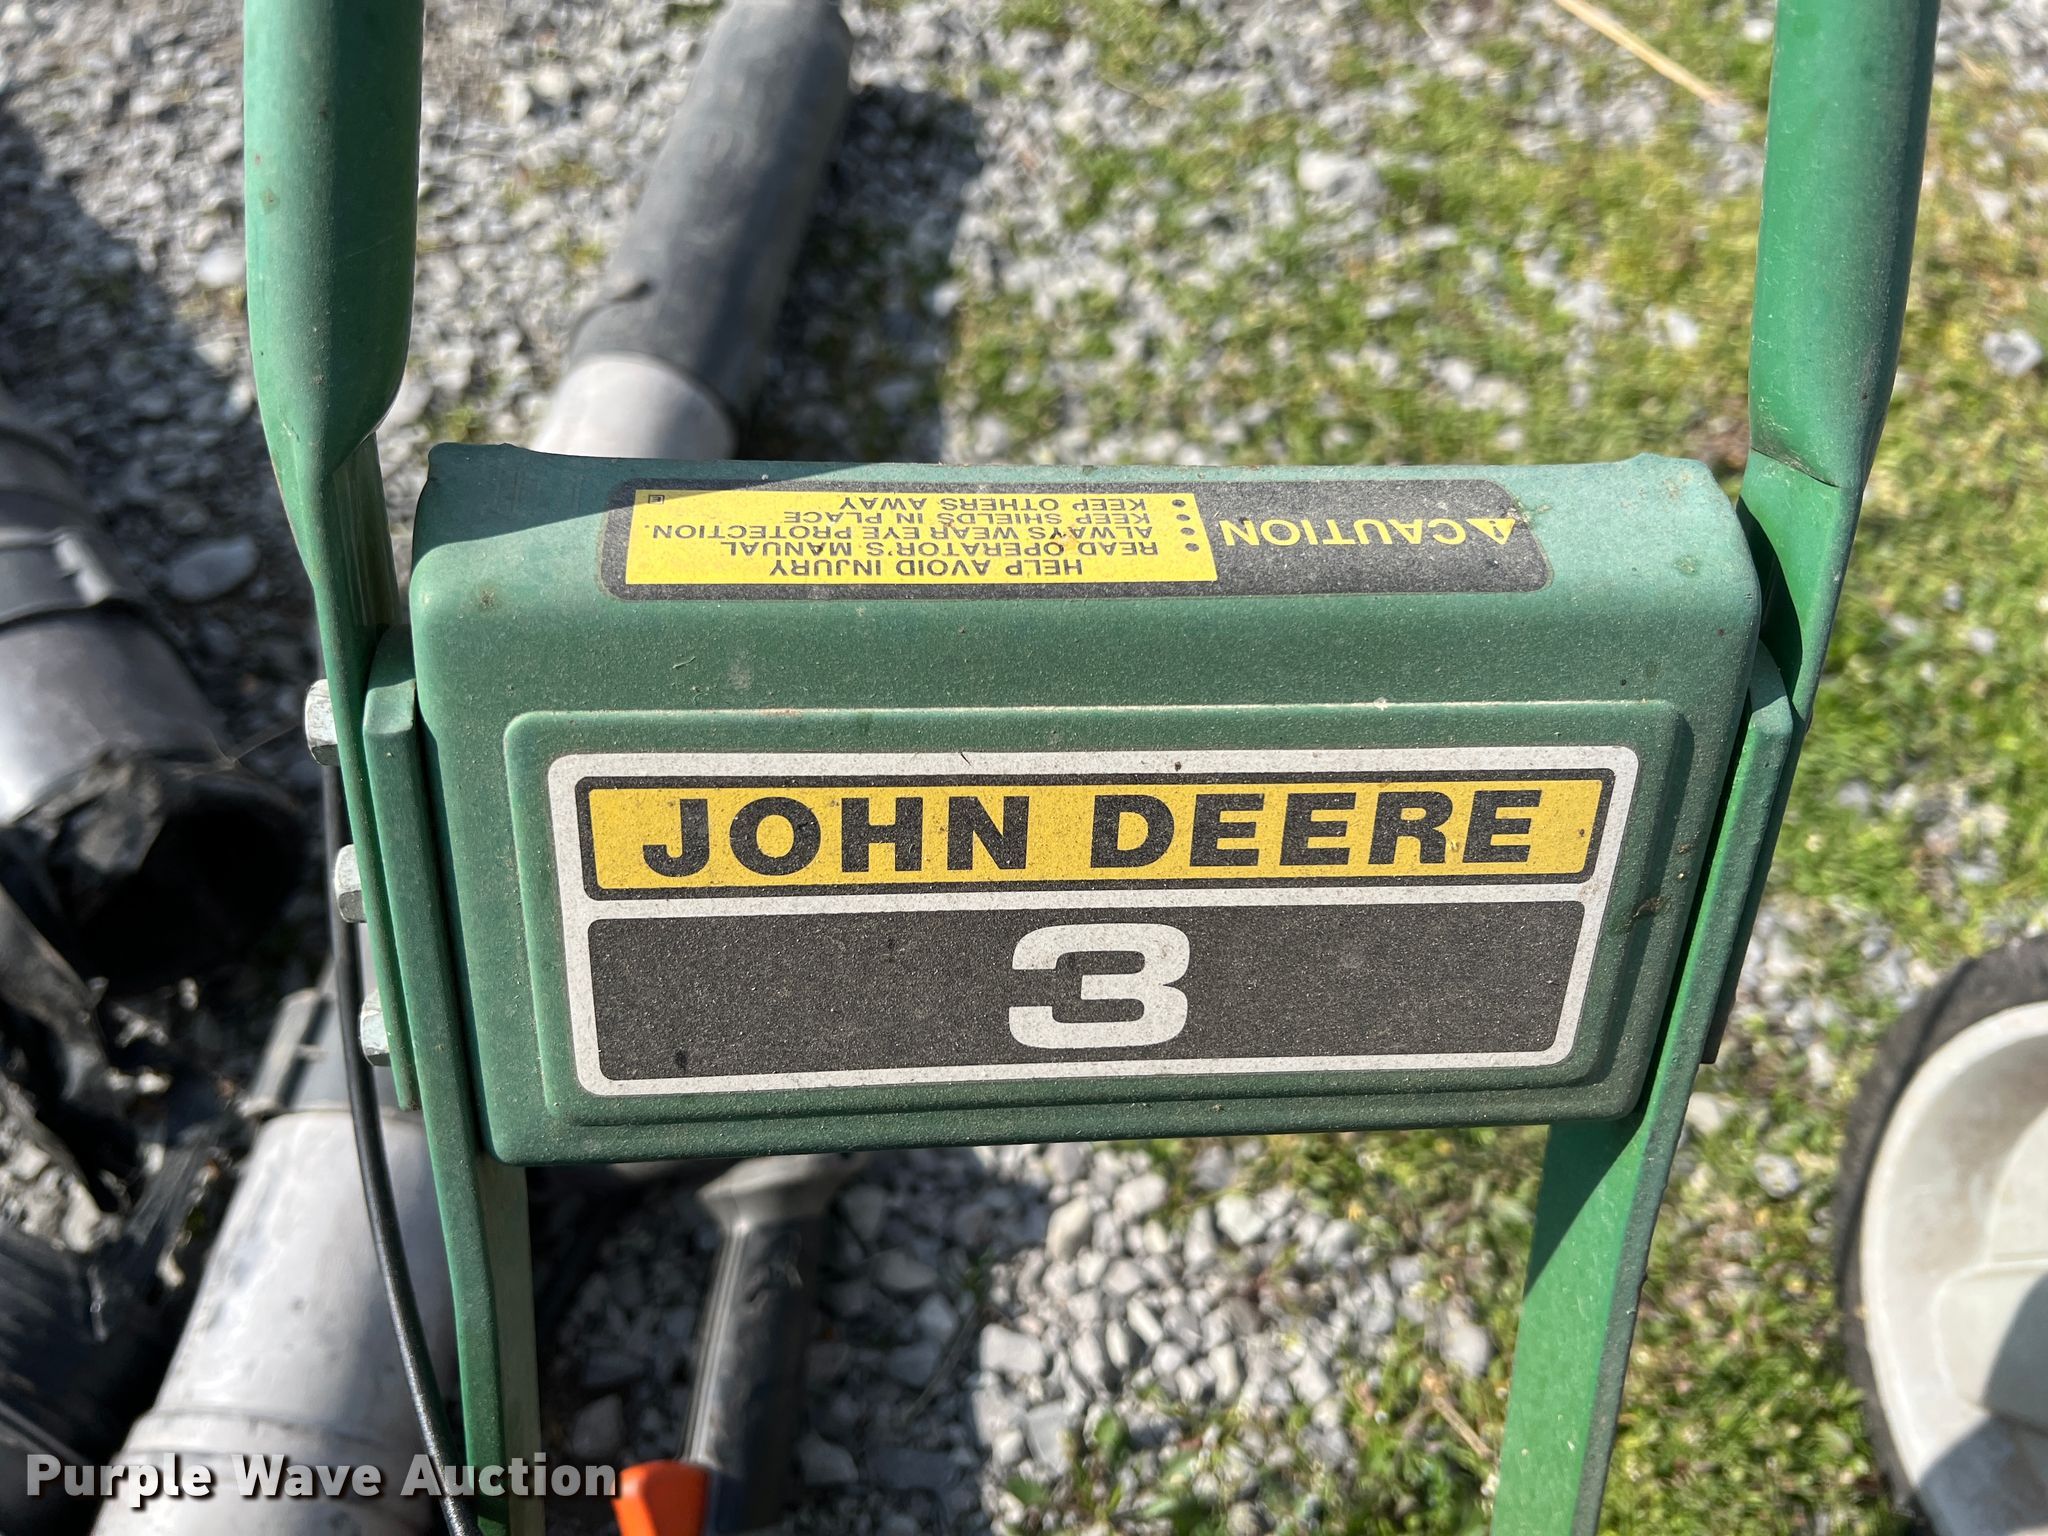 ⚠CAUTION
HELP AVOID INJURY
• READ OPERATOR'S MANUAL
• ALWAYS WEAR EYE PROTECTION.
• KEEP SHIELDS IN PLACE
• KEEP OTHERS AWAY
JOHN DEERE
3
Purple Wave Auction